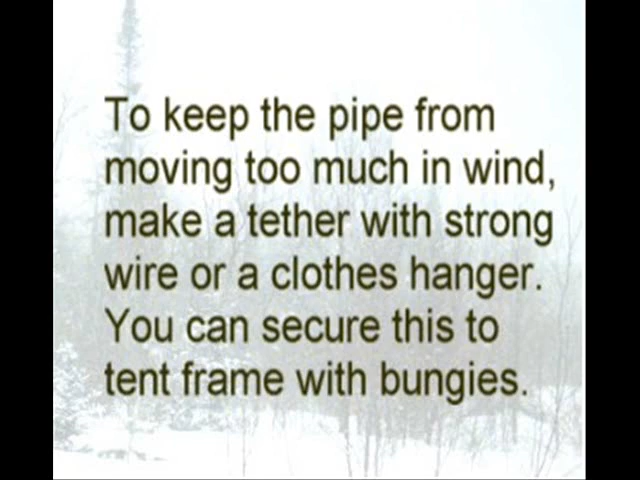 To keep the pipe from
moving too much in wind,
make a tether with strong
wire or a clothes hanger.
You can secure this to
tent frame with bungies.